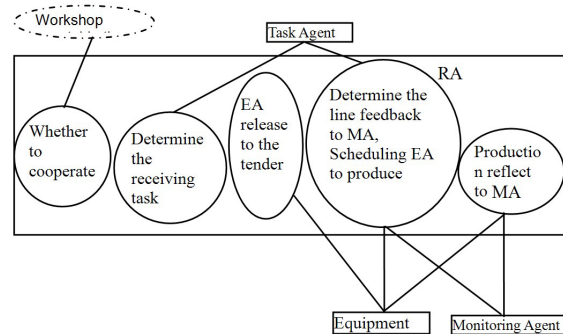 Workshop
Task Agent
RA
Whether
to
cooperate
Determine
the
receiving
task
EA
release
to the
tender
Determine the
line feedback
to MA,
Scheduling EA
to produce
Productio
n reflect
to MA
Equipment
Monitoring Agent